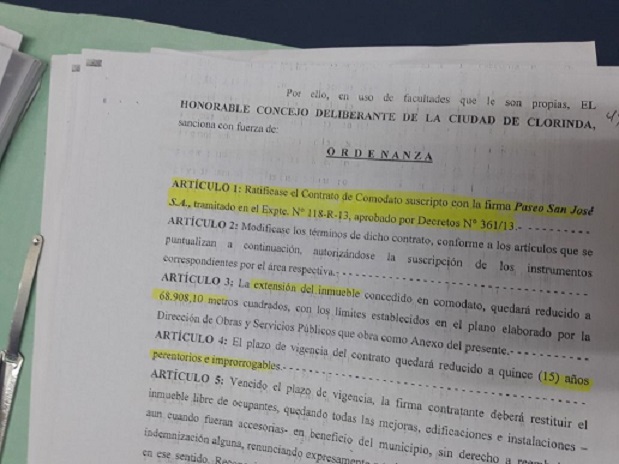 Por ello, en uso de facultades que le son propias, EL
HONORABLE CONCEJO DELIBERANTE DE LA CIUDAD DE CLORINDA,
sanciona con fuerza de:
ORDENANZA
ARTÍCULO 1: Ratifícase el Contrato de Comodato suscripto con la firma Paseo San José
S.A., tramitado en el Expte. N° 118-R-13, aprobado por Decretos N° 361/13.-
ARTÍCULO 2: Modifícase los términos de dicho contrato, conforme a los artículos que se
puntualizan a continuación, autorizándose la suscripción de los instrumentos
correspondientes por el área respectiva.-
ARTÍCULO 3: La extensión del inmueble concedido en comodato, quedará reducido a
68.908,10 metros cuadrados, con los límites establecidos en el plano elaborado por la
Dirección de Obras y Servicios Públicos que obra como Anexo del presente.-
ARTÍCULO 4: El plazo de vigencia del contrato quedará reducido a quince (15) años
perentorios e improrrogables.-
ARTÍCULO 5: Vencido el plazo de vigencia, la firma contratante deberá restituir el
inmueble libre de ocupantes, quedando todas las mejoras, edificaciones e instalaciones –
aun cuando fueran accesorias- en beneficio del municipio, sin derecho a
indemnización alguna, renunciando
en ese sentido.